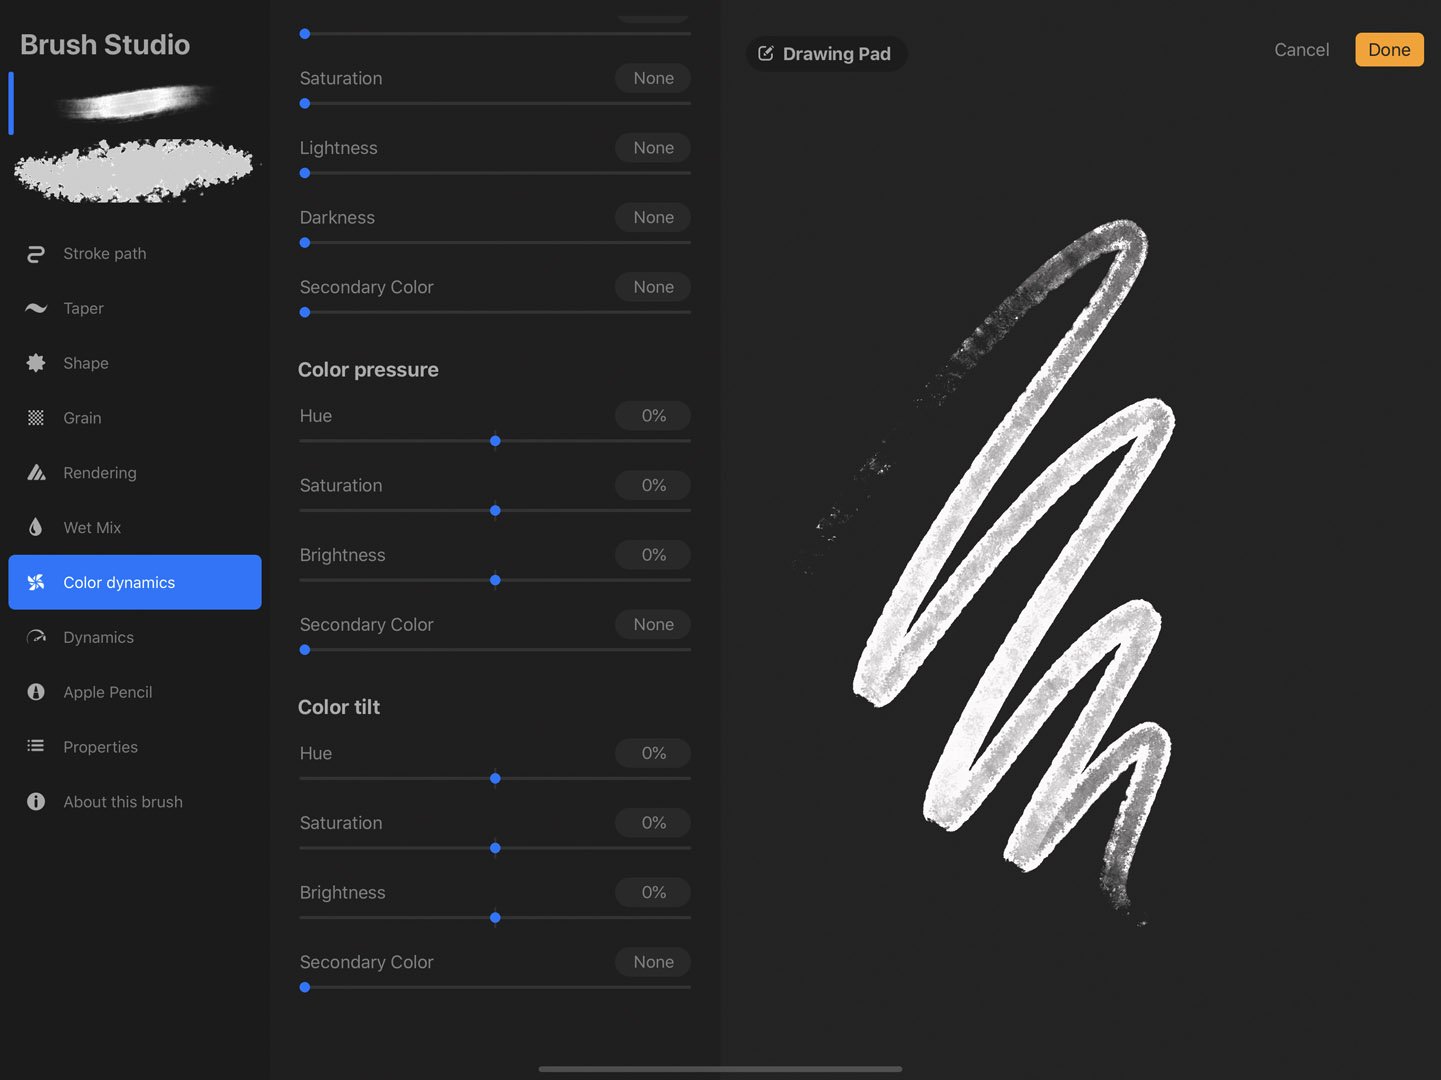 Brush Studio
Stroke path
Taper
Shape
Grain
Rendering
Wet Mix
Color dynamics
Dynamics
Apple Pencil
Properties
About this brush
Saturation None
Lightness None
Darkness None
Secondary Color None
Color pressure
Hue 0%
Saturation 0%
Brightness 0%
Secondary Color None
Color tilt
Hue 0%
Saturation 0%
Brightness 0%
Secondary Color None
Drawing Pad
Cancel
Done